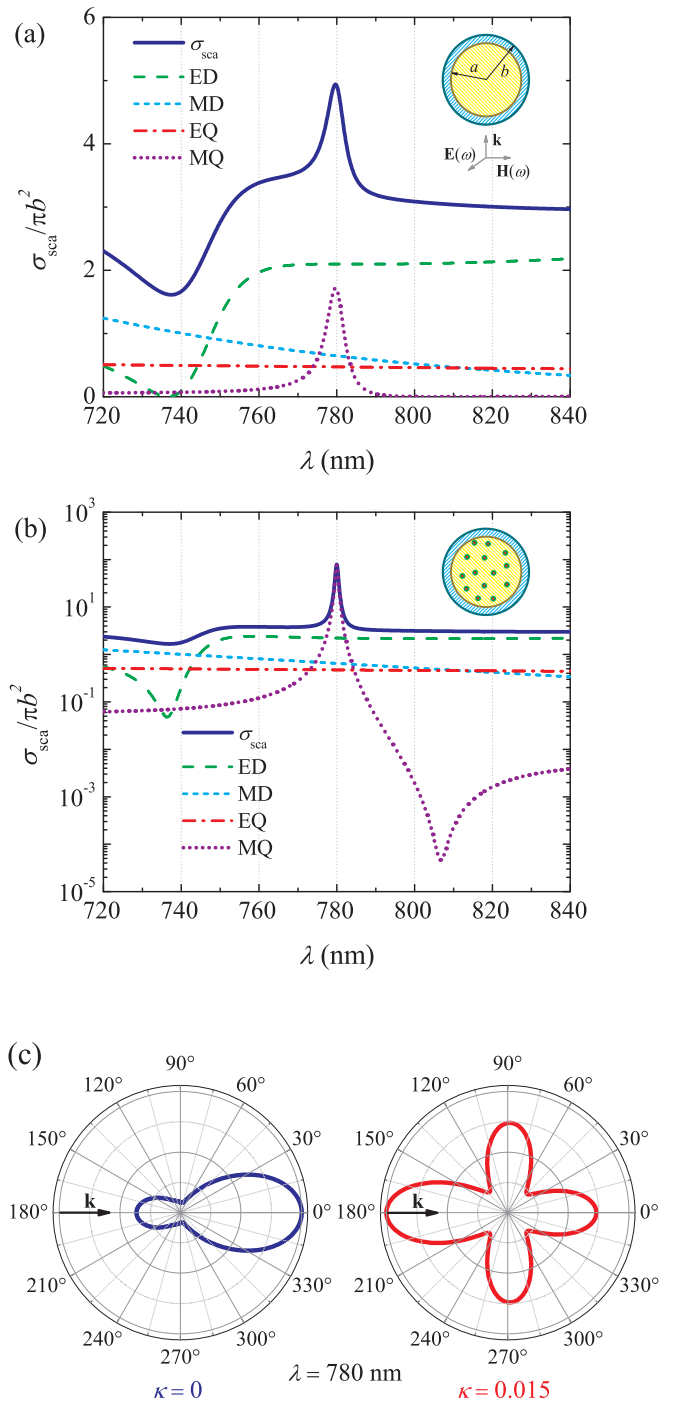 (a)
6
4
2
0
σsca/πb²
σsca
ED
MD
EQ
MQ
a
b
k
E(ω)
H(ω)
720 740 760 780 800 820 840
λ (nm)
(b)
10³
10¹
10⁻¹
10⁻³
10⁻⁵
σsca/πb²
σsca
ED
MD
EQ
MQ
720 740 760 780 800 820 840
λ (nm)
(c)
90°
120° 60°
150° 30°
180° k 0°
210° 330°
240° 300°
270°
90°
120° 60°
150° 30°
180° k 0°
210° 330°
240° 300°
270°
λ = 780 nm
κ = 0 κ = 0.015